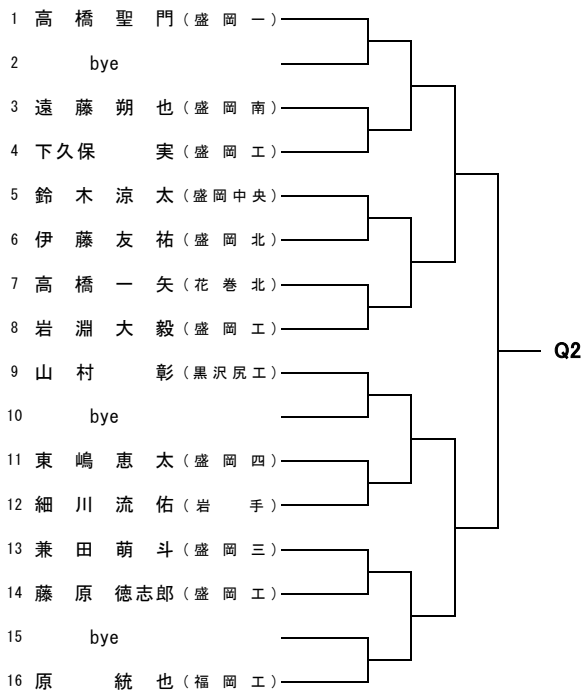 1 高橋聖門 (盛岡一)
2 bye
3 遠藤朔也 (盛岡南)
4 下久保実 (盛岡工)
5 鈴木涼太 (盛岡中央)
6 伊藤友祐 (盛岡北)
7 高橋一矢 (花巻北)
8 岩淵大毅 (盛岡工)
Q2
9 山村彰 (黒沢尻工)
10 bye
11 東嶋恵太 (盛岡四)
12 細川流佑 (岩手)
13 兼田萌斗 (盛岡三)
14 藤原徳志郎 (盛岡工)
15 bye
16 原統也 (福岡工)